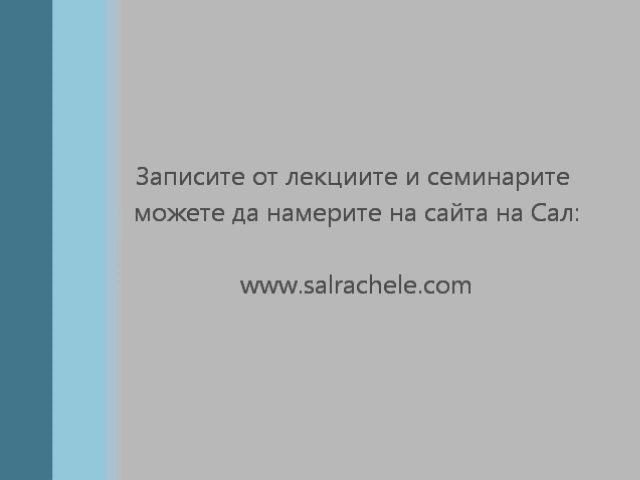 Записите от лекциите и семинарите
можете да намерите на сайта на Сал:
www.salrachele.com